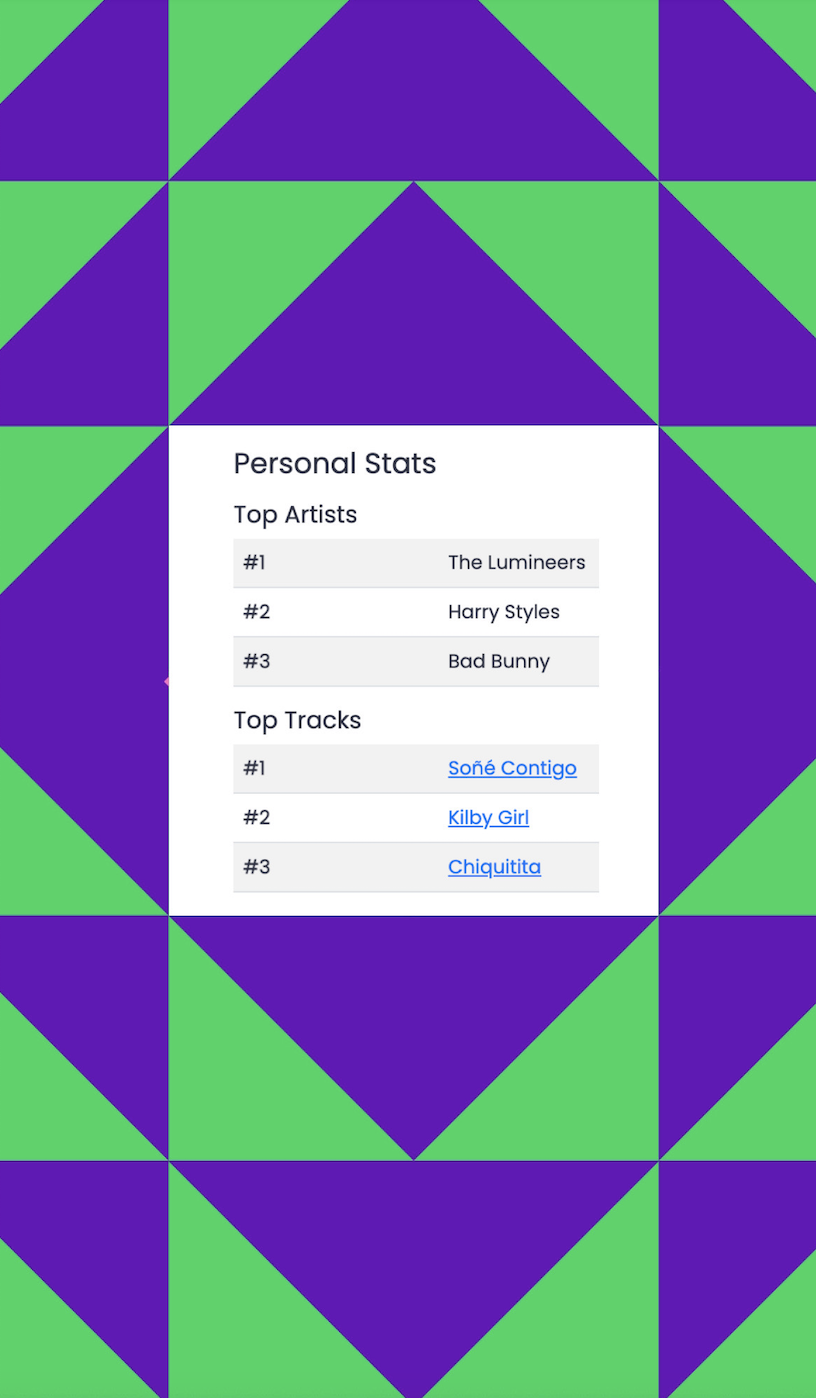 Personal Stats
Top Artists
#1 The Lumineers
#2 Harry Styles
#3 Bad Bunny
Top Tracks
#1 Soñé Contigo
#2 Kilby Girl
#3 Chiquitita